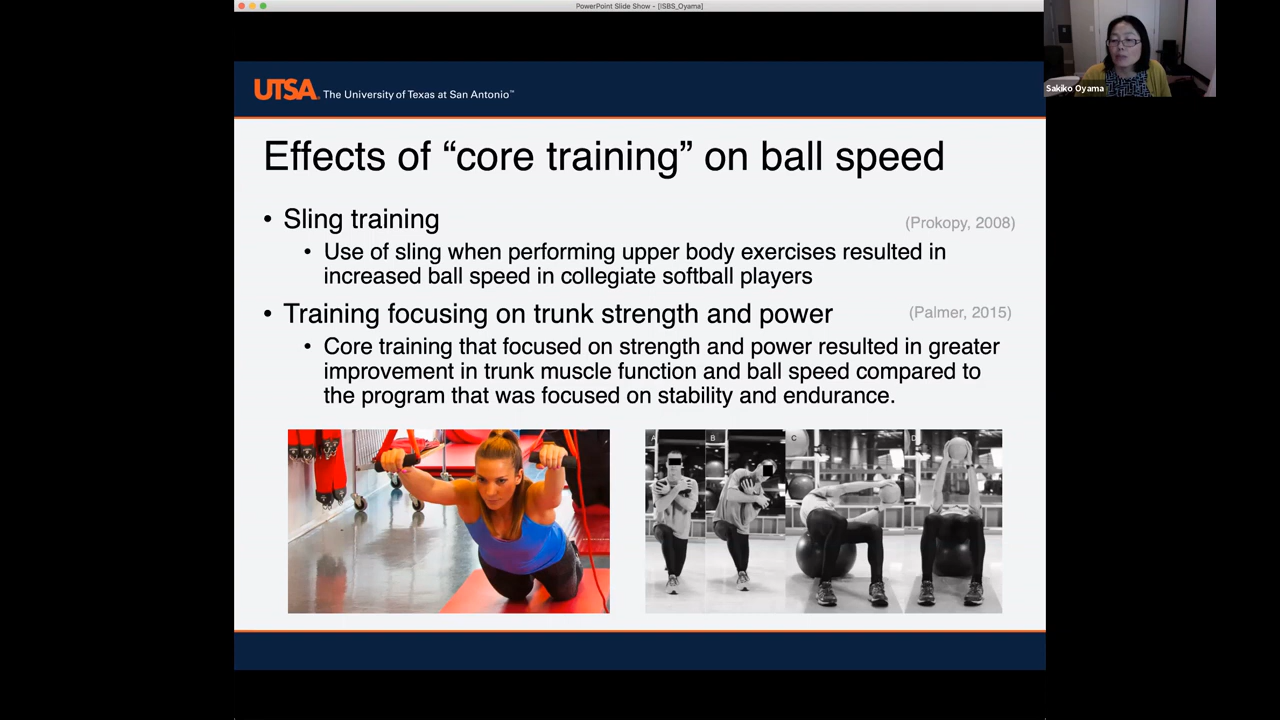 PowerPoint Slide Show - [ISBS_Oyama]
Sakiko Oyama
UTSA. The University of Texas at San Antonio™
Effects of “core training” on ball speed
• Sling training (Prokopy, 2008)
• Use of sling when performing upper body exercises resulted in
increased ball speed in collegiate softball players
• Training focusing on trunk strength and power (Palmer, 2015)
• Core training that focused on strength and power resulted in greater
improvement in trunk muscle function and ball speed compared to
the program that was focused on stability and endurance.
A B C D